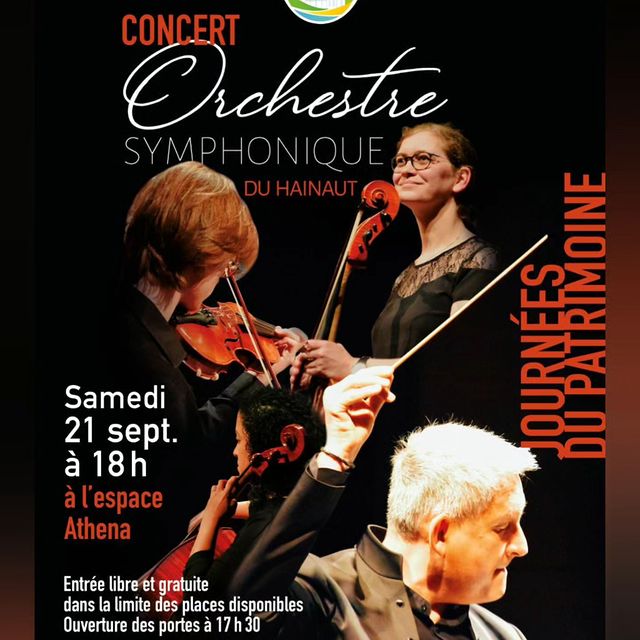 CONCERT
Orchestre
SYMPHONIQUE
DU HAINAUT
JOURNÉES
DU PATRIMOINE
Samedi
21 sept.
à 18h
à l'espace
Athena
Entrée libre et gratuite
dans la limite des places disponibles
Ouverture des portes à 17h30